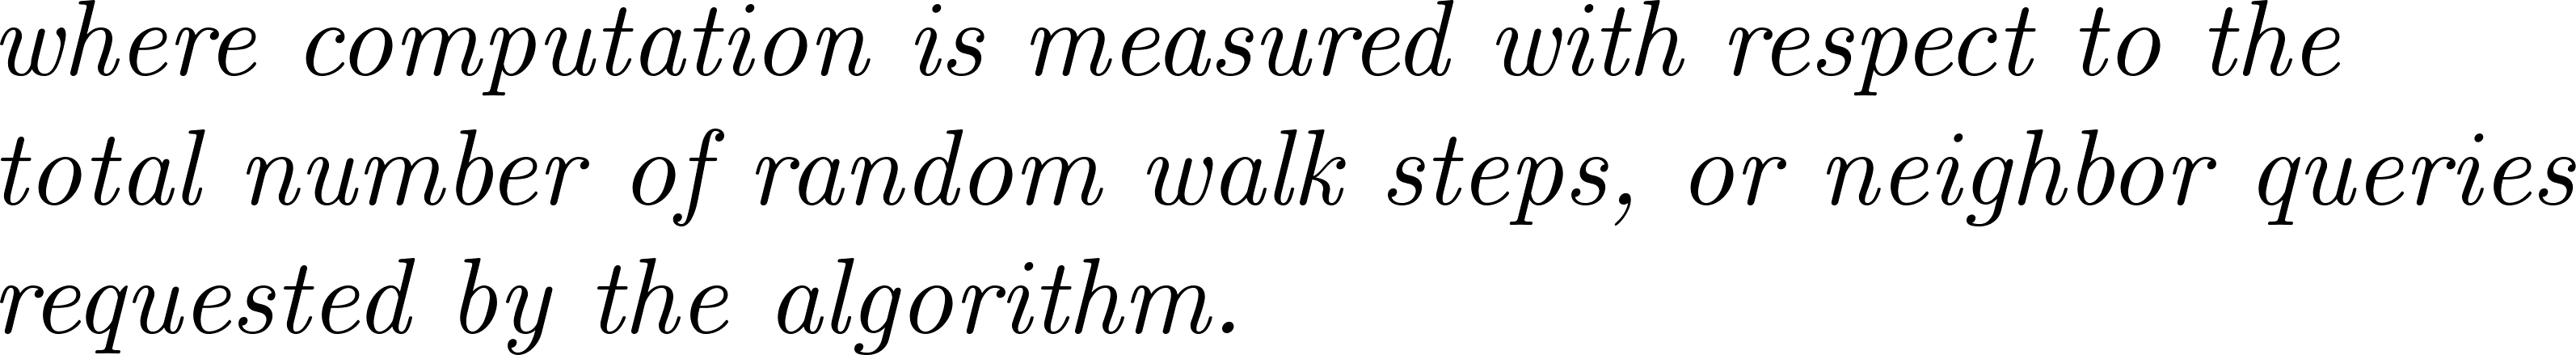 where computation is measured with respect to the
total number of random walk steps, or neighbor queries
requested by the algorithm.